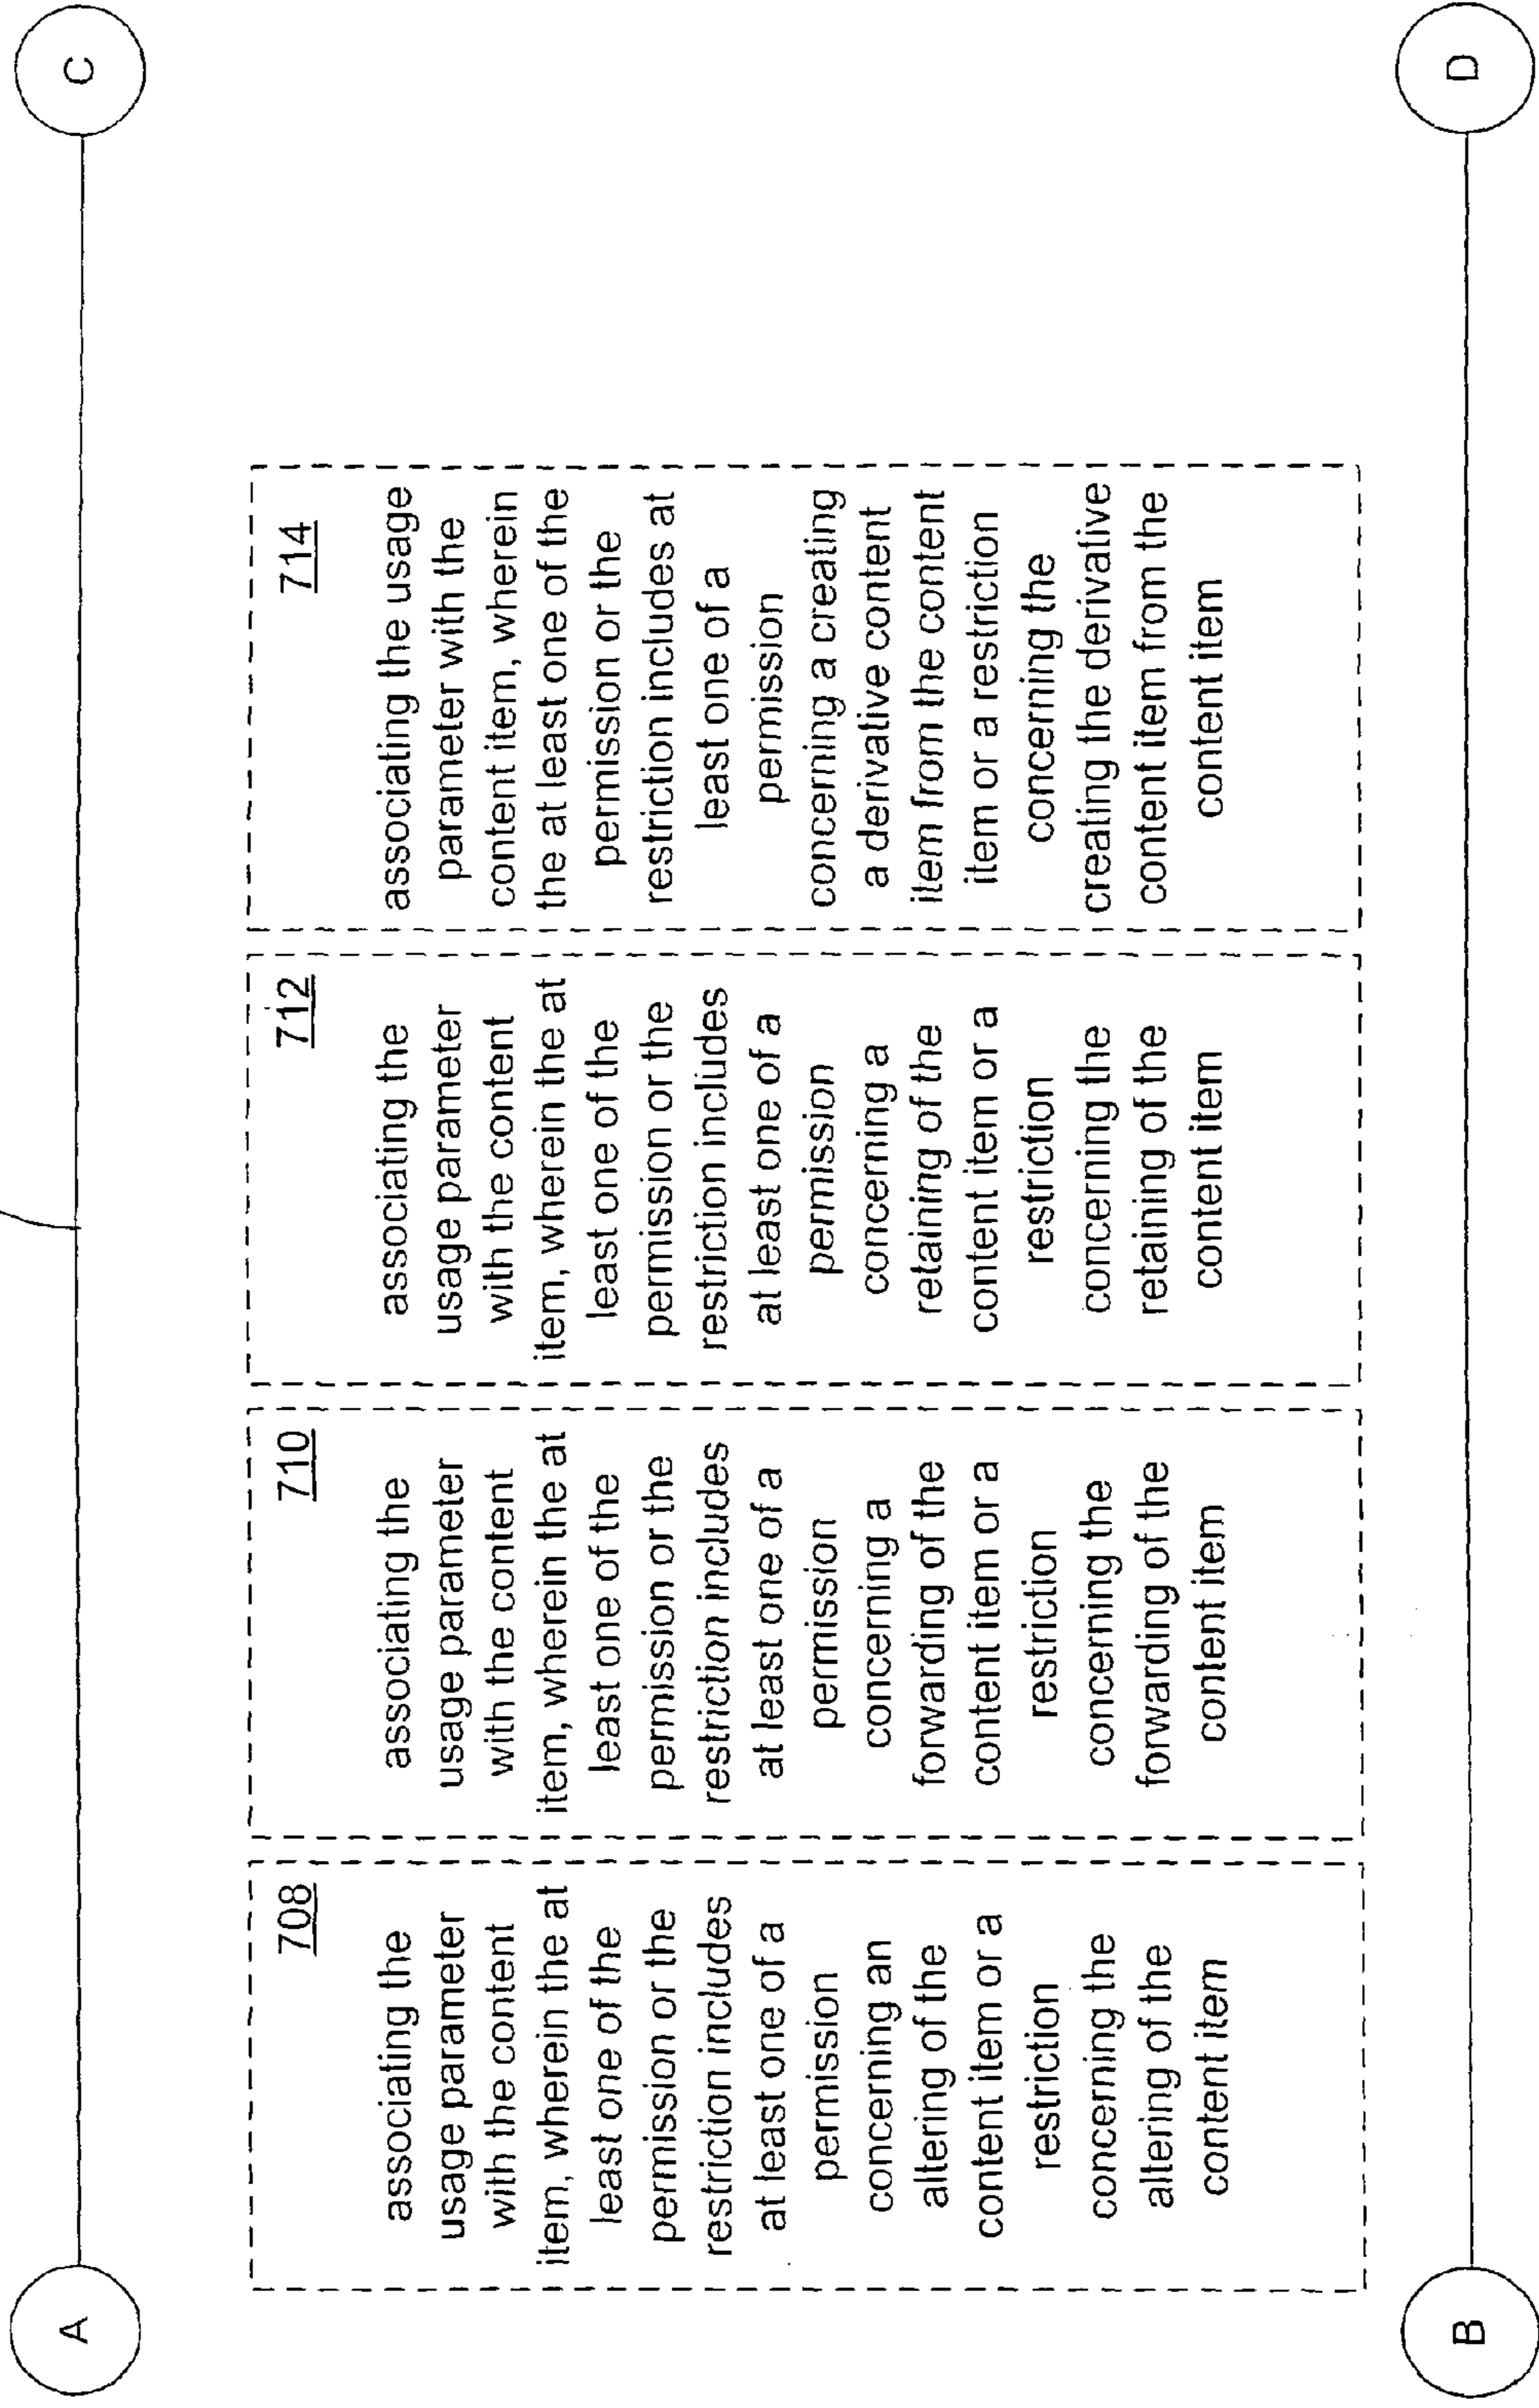 A
C
708
associating the
usage parameter
with the content
item, wherein the at
least one of the
permission or the
restriction includes
at least one of a
permission
concerning an
altering of the
content item or a
restriction
concerning the
altering of the
content item
710
associating the
usage parameter
with the content
item, wherein the at
least one of the
permission or the
restriction includes
at least one of a
permission
concerning a
forwarding of the
content item or a
restriction
concerning the
forwarding of the
content item
712
associating the
usage parameter
with the content
item, wherein the at
least one of the
permission or the
restriction includes
at least one of a
permission
concerning a
retaining of the
content item or a
restriction
concerning the
retaining of the
content item
714
associating the usage
parameter with the
content item, wherein
the at least one of the
permission or the
restriction includes at
least one of a
permission
concerning a creating
a derivative content
item from the content
item or a restriction
concerning the
creating the derivative
content item from the
content item
B
D